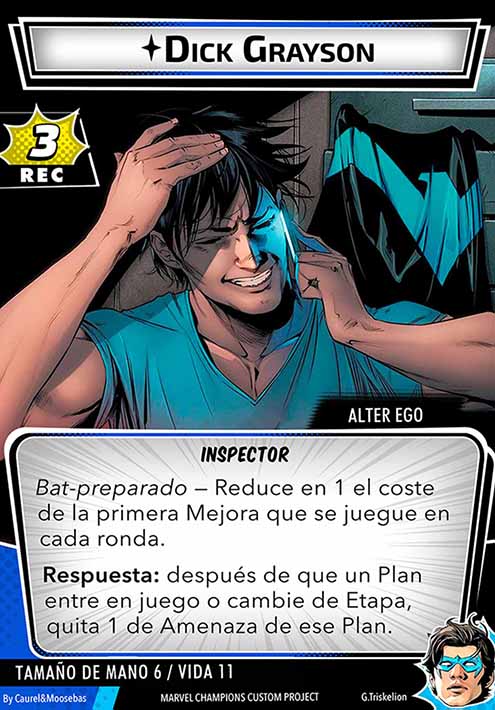 ✦DICK GRAYSON
3
REC
ALTER EGO
INSPECTOR
Bat-preparado – Reduce en 1 el coste
de la primera Mejora que se juegue en
cada ronda.
Respuesta: después de que un Plan
entre en juego o cambie de Etapa,
quita 1 de Amenaza de ese Plan.
TAMAÑO DE MANO 6 / VIDA 11
By Caurel&Moosebas
MARVEL CHAMPIONS CUSTOM PROJECT
G.Triskelion